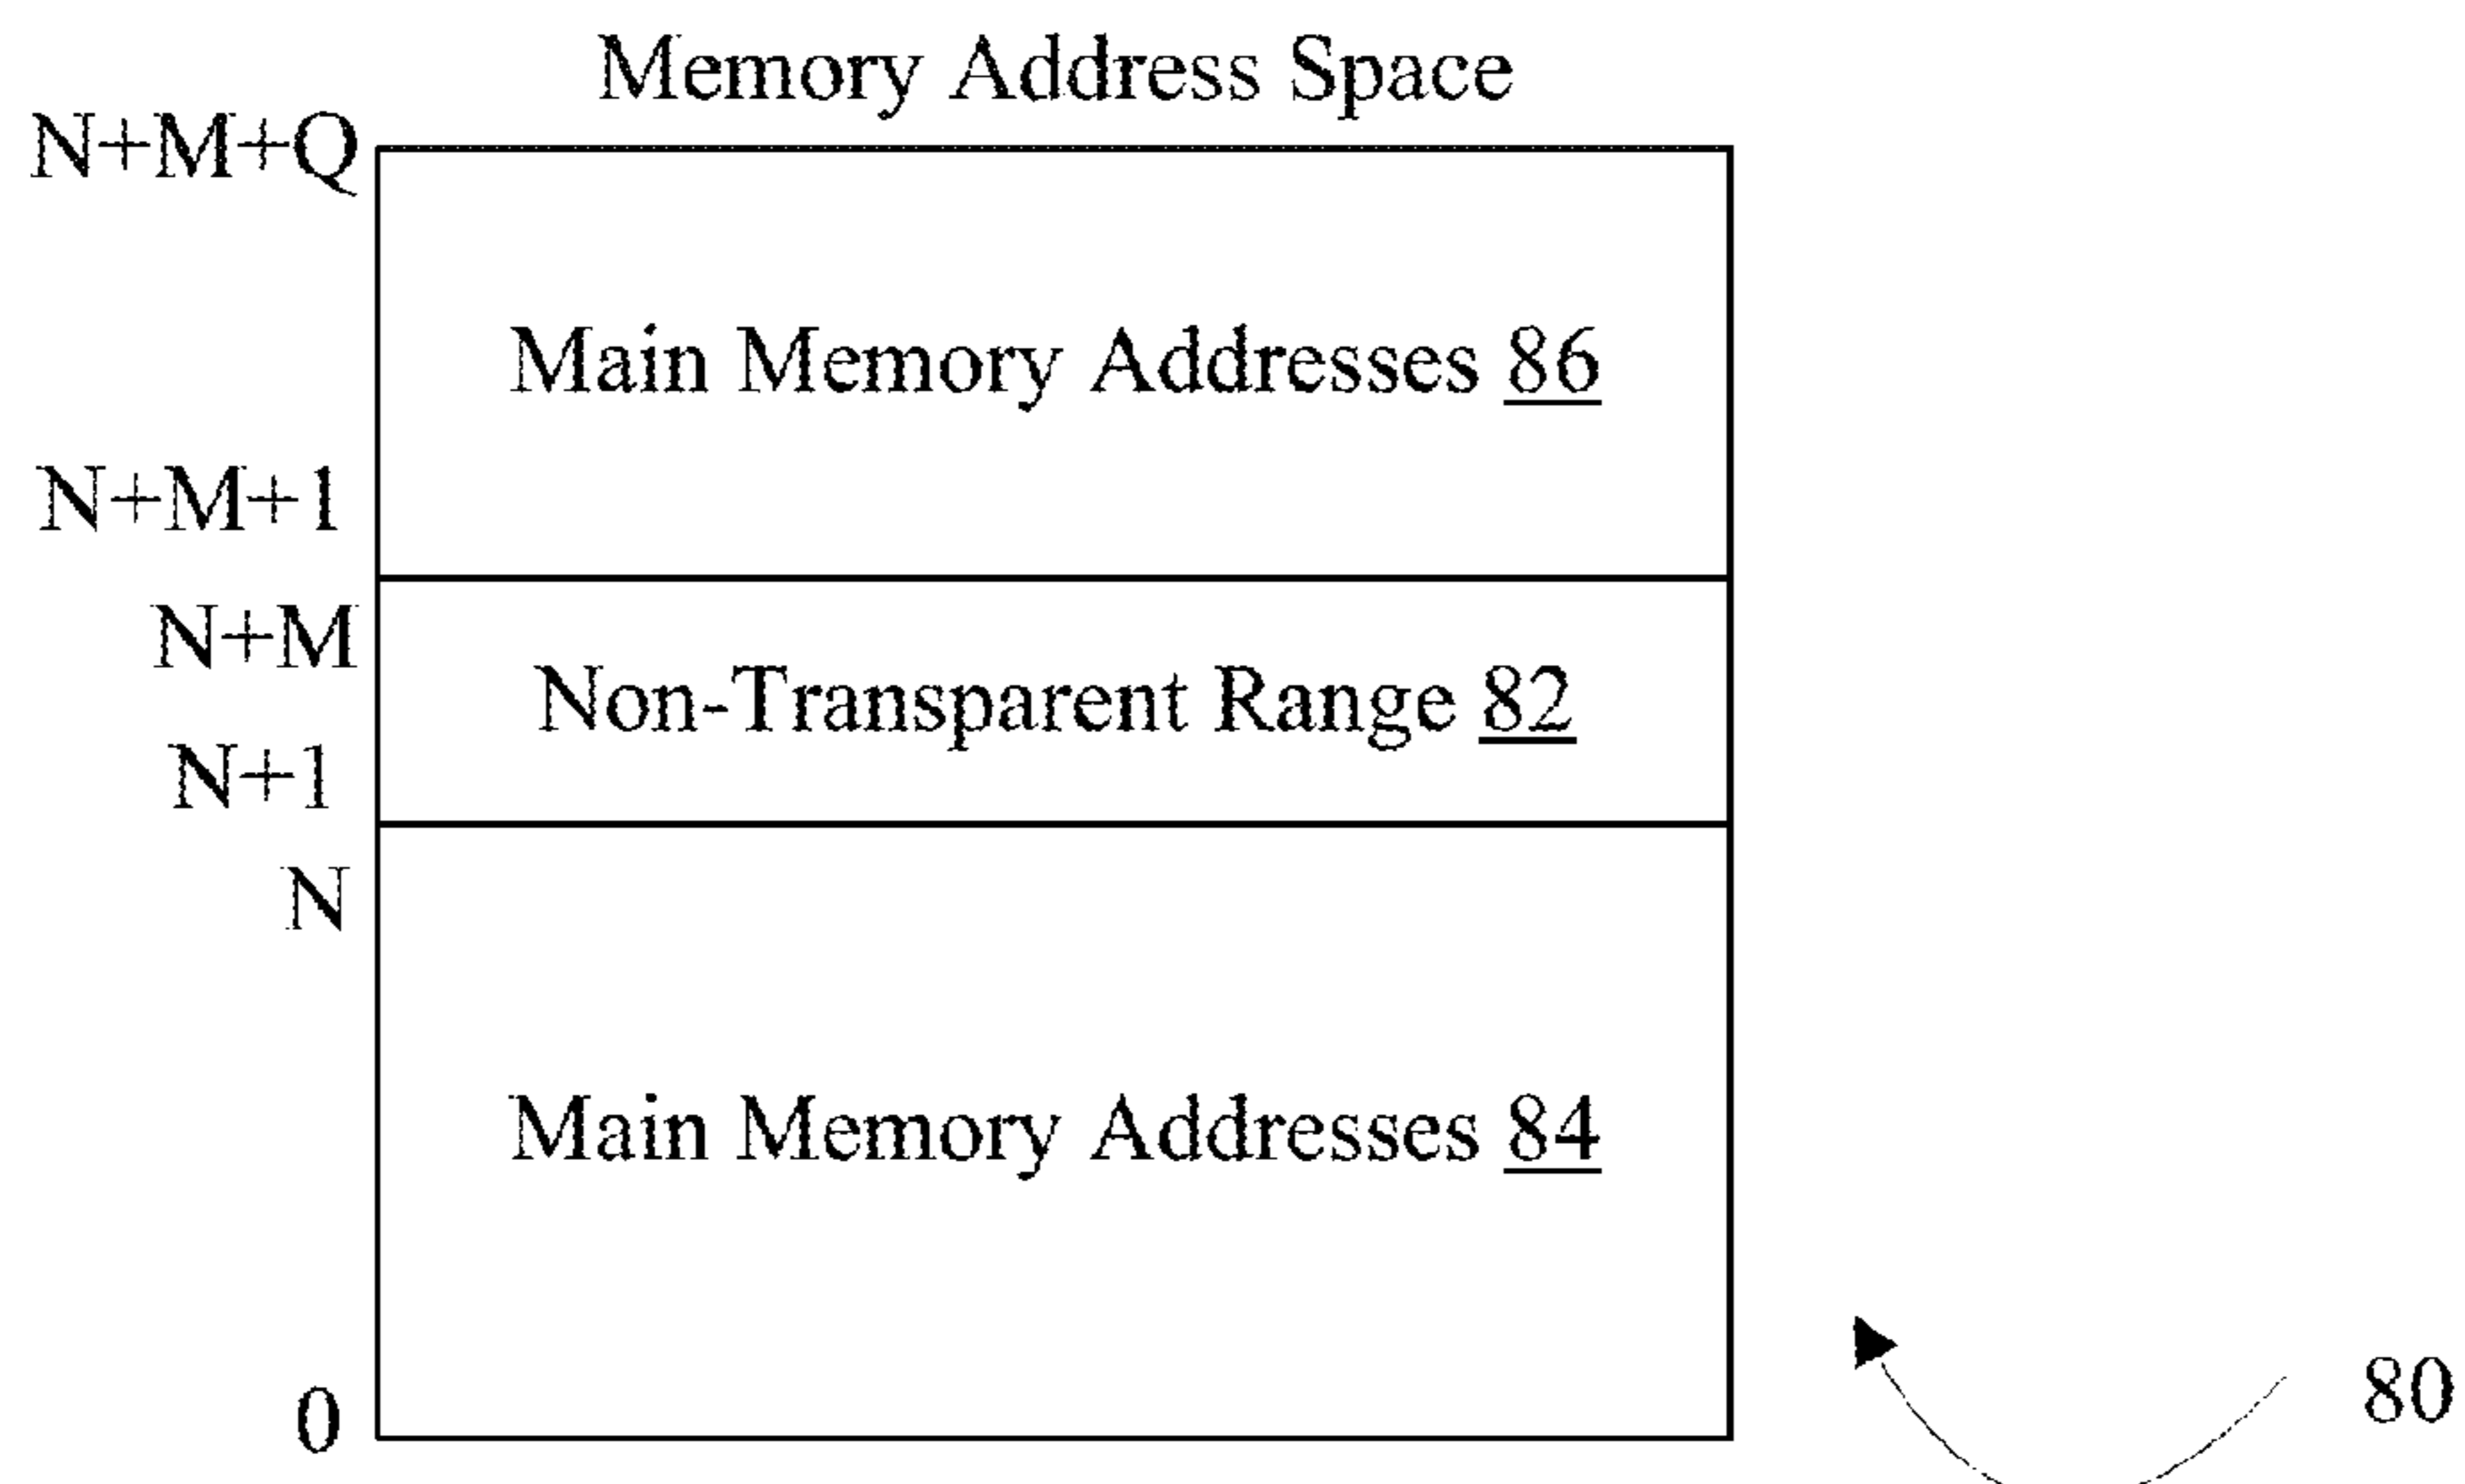 Memory Address Space
N+M+Q
Main Memory Addresses 86
N+M+1
N+M
Non-Transparent Range 82
N+1
N
Main Memory Addresses 84
0
80